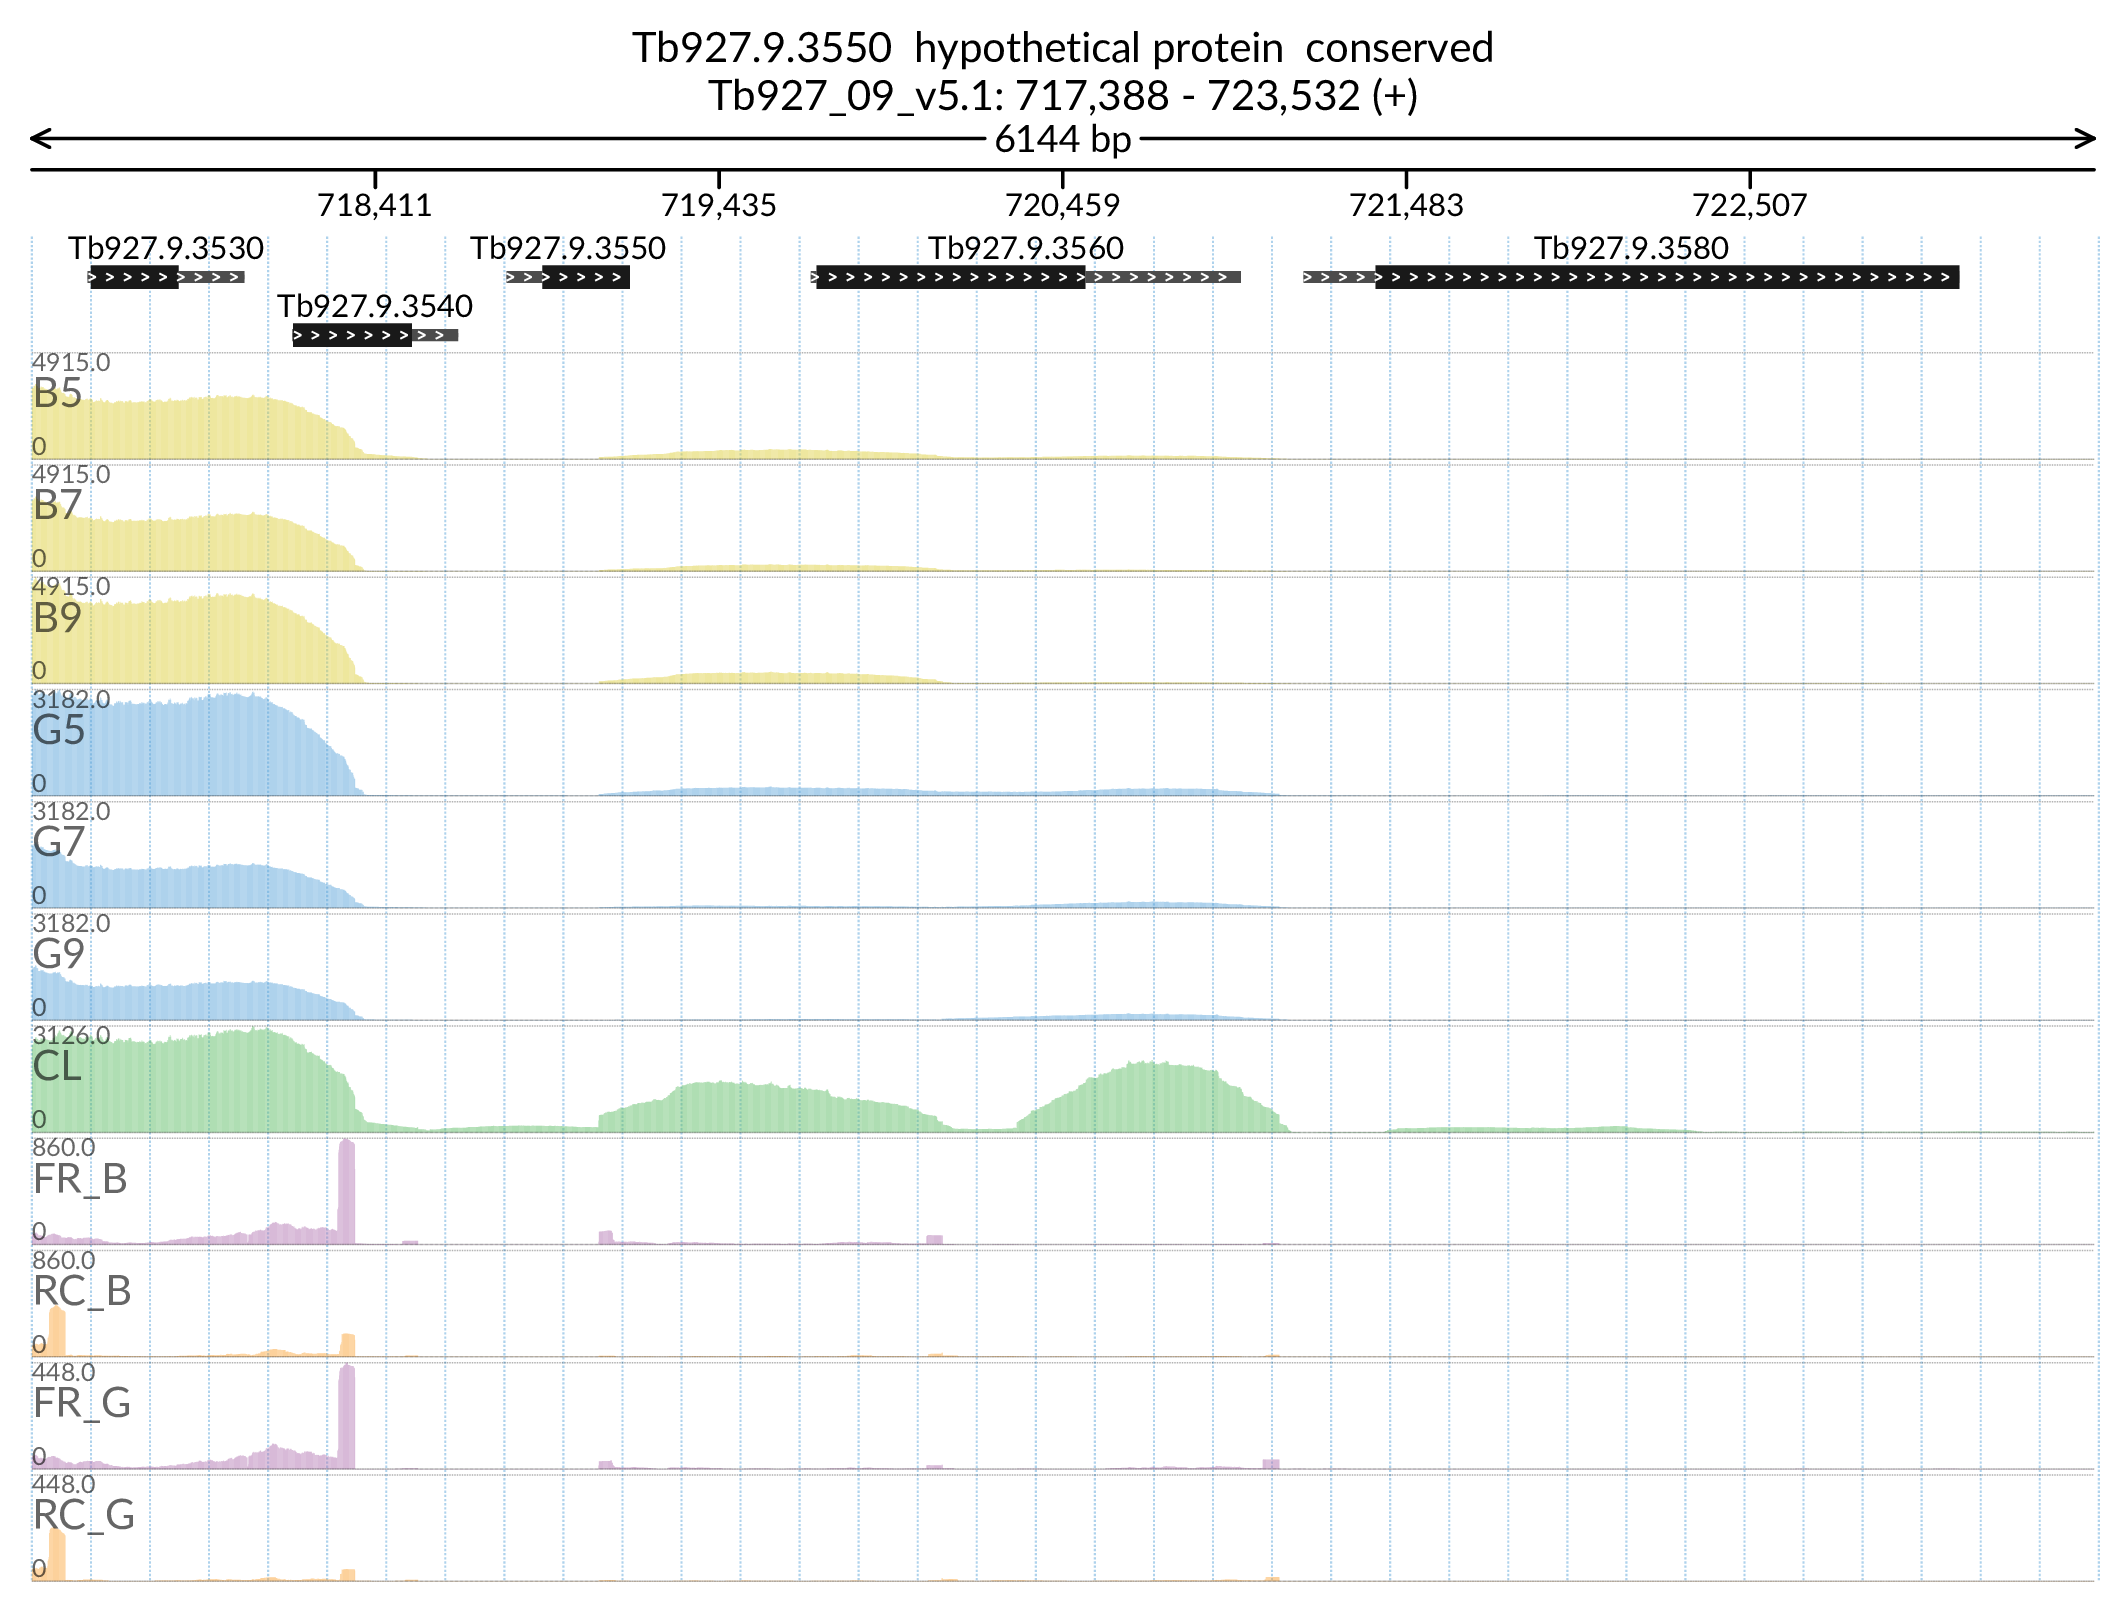 Tb927.9.3550  hypothetical protein  conserved
Tb927_09_v5.1: 717,388 - 723,532 (+)
6144 bp
718,411 719,435 720,459 721,483 722,507
Tb927.9.3530 Tb927.9.3550 Tb927.9.3560 Tb927.9.3580
Tb927.9.3540
4915.0
B5
0
4915.0
B7
0
4915.0
B9
0
3182.0
G5
0
3182.0
G7
0
3182.0
G9
0
3126.0
CL
0
860.0
FR_B
0
860.0
RC_B
0
448.0
FR_G
0
448.0
RC_G
0